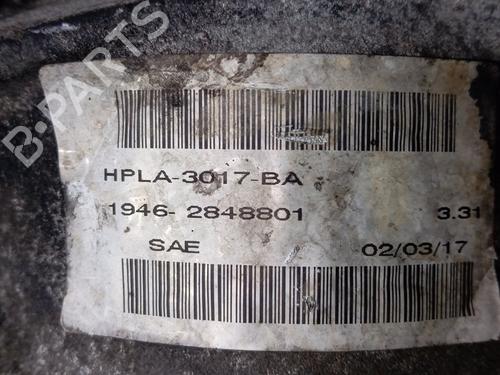 B-PARTS
HPLA-3017-BA
1946- 2848801 3.31
SAE 02/03/17